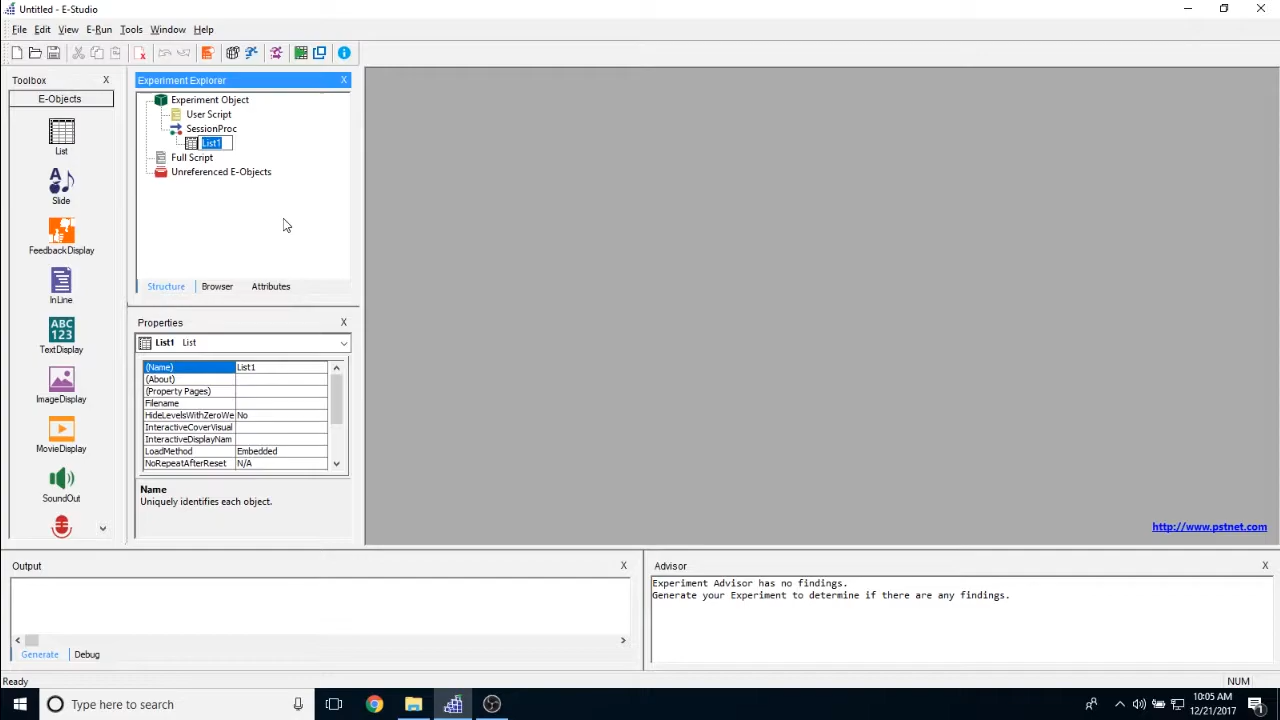 Untitled - E-Studio
File Edit View E-Run Tools Window Help
Toolbox
E-Objects
List
Slide
FeedbackDisplay
InLine
ABC
123
TextDisplay
ImageDisplay
MovieDisplay
SoundOut
Experiment Explorer
Experiment Object
User Script
SessionProc
List1
Full Script
Unreferenced E-Objects
Structure Browser Attributes
Properties
List1 List
(Name) List1
(About)
(Property Pages)
Filename
HideLevelsWithZeroWe No
InteractiveCoverVisual
InteractiveDisplayNam
LoadMethod Embedded
NoRepeatAfterReset N/A
Name
Uniquely identifies each object.
http://www.pstnet.com
Output
Generate Debug
Advisor
Experiment Advisor has no findings.
Generate your Experiment to determine if there are any findings.
Ready NUM
Type here to search
10:05 AM
12/21/2017